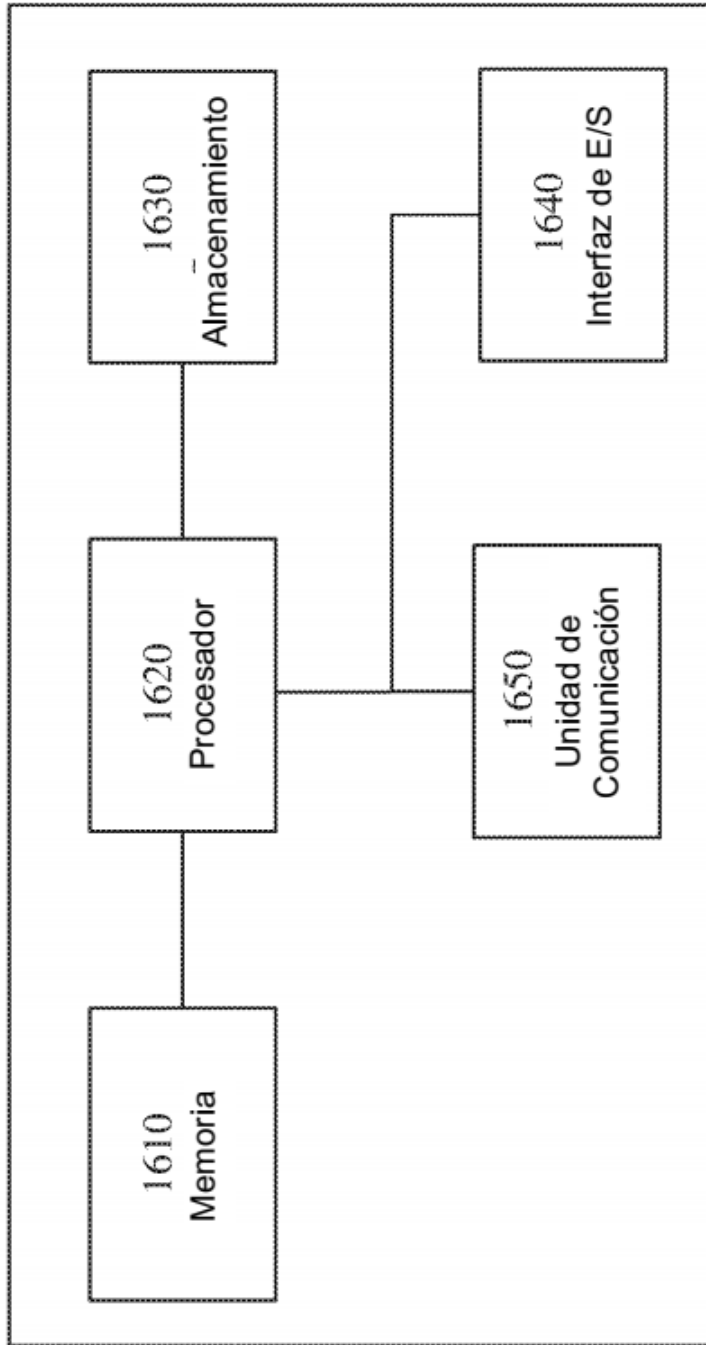 1610
Memoria
1620
Procesador
1630
Almacenamiento
1650
Unidad de
Comunicación
1640
Interfaz de E/S